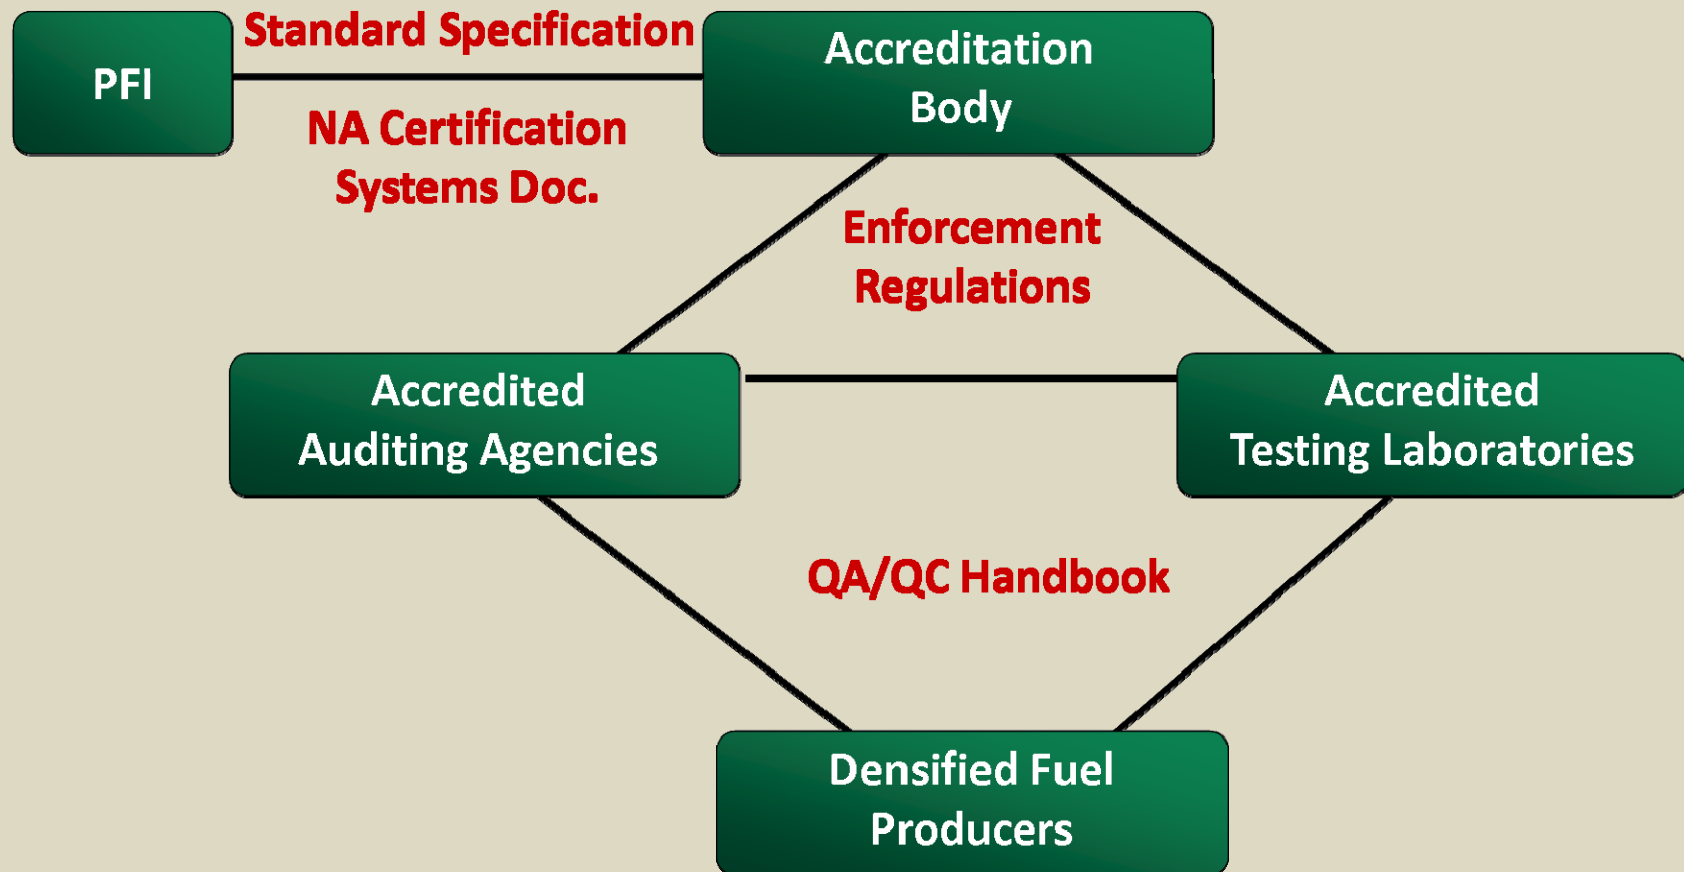 PFI
Standard Specification
NA Certification
Systems Doc.
Accreditation
Body
Enforcement
Regulations
Accredited
Auditing Agencies
Accredited
Testing Laboratories
QA/QC Handbook
Densified Fuel
Producers